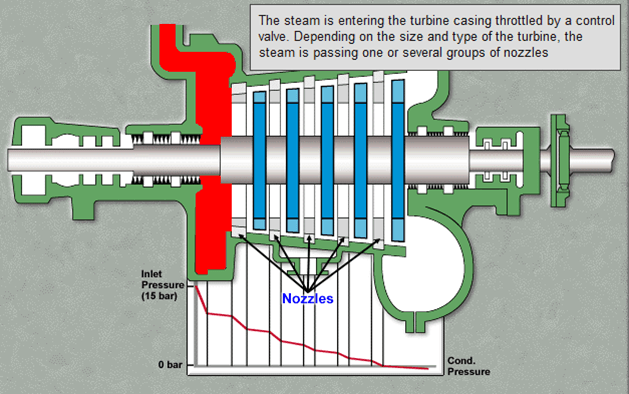 The steam is entering the turbine casing throttled by a control
valve. Depending on the size and type of the turbine, the
steam is passing one or several groups of nozzles
Nozzles
Inlet
Pressure
(15 bar)
0 bar
Cond.
Pressure